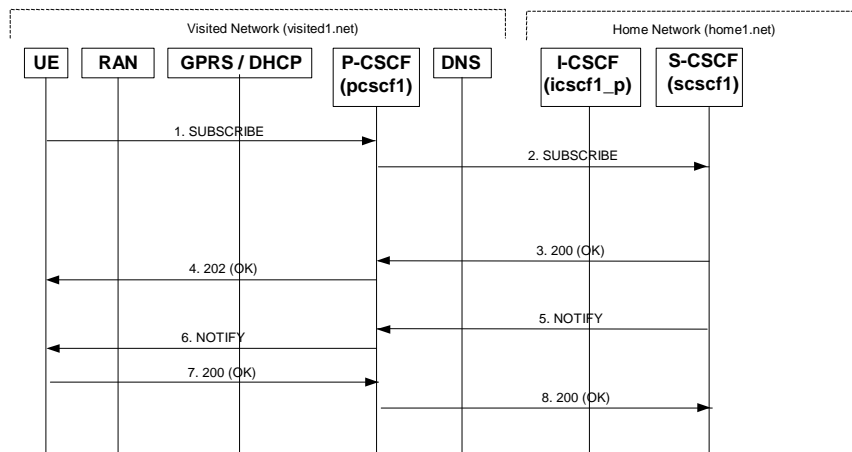 Visited Network (visited1.net)
Home Network (home1.net)
UE
RAN
GPRS / DHCP
P-CSCF
(pcscf1)
DNS
I-CSCF
(icscf1_p)
S-CSCF
(scscf1)
1. SUBSCRIBE
2. SUBSCRIBE
3. 200 (OK)
4. 202 (OK)
5. NOTIFY
6. NOTIFY
7. 200 (OK)
8. 200 (OK)